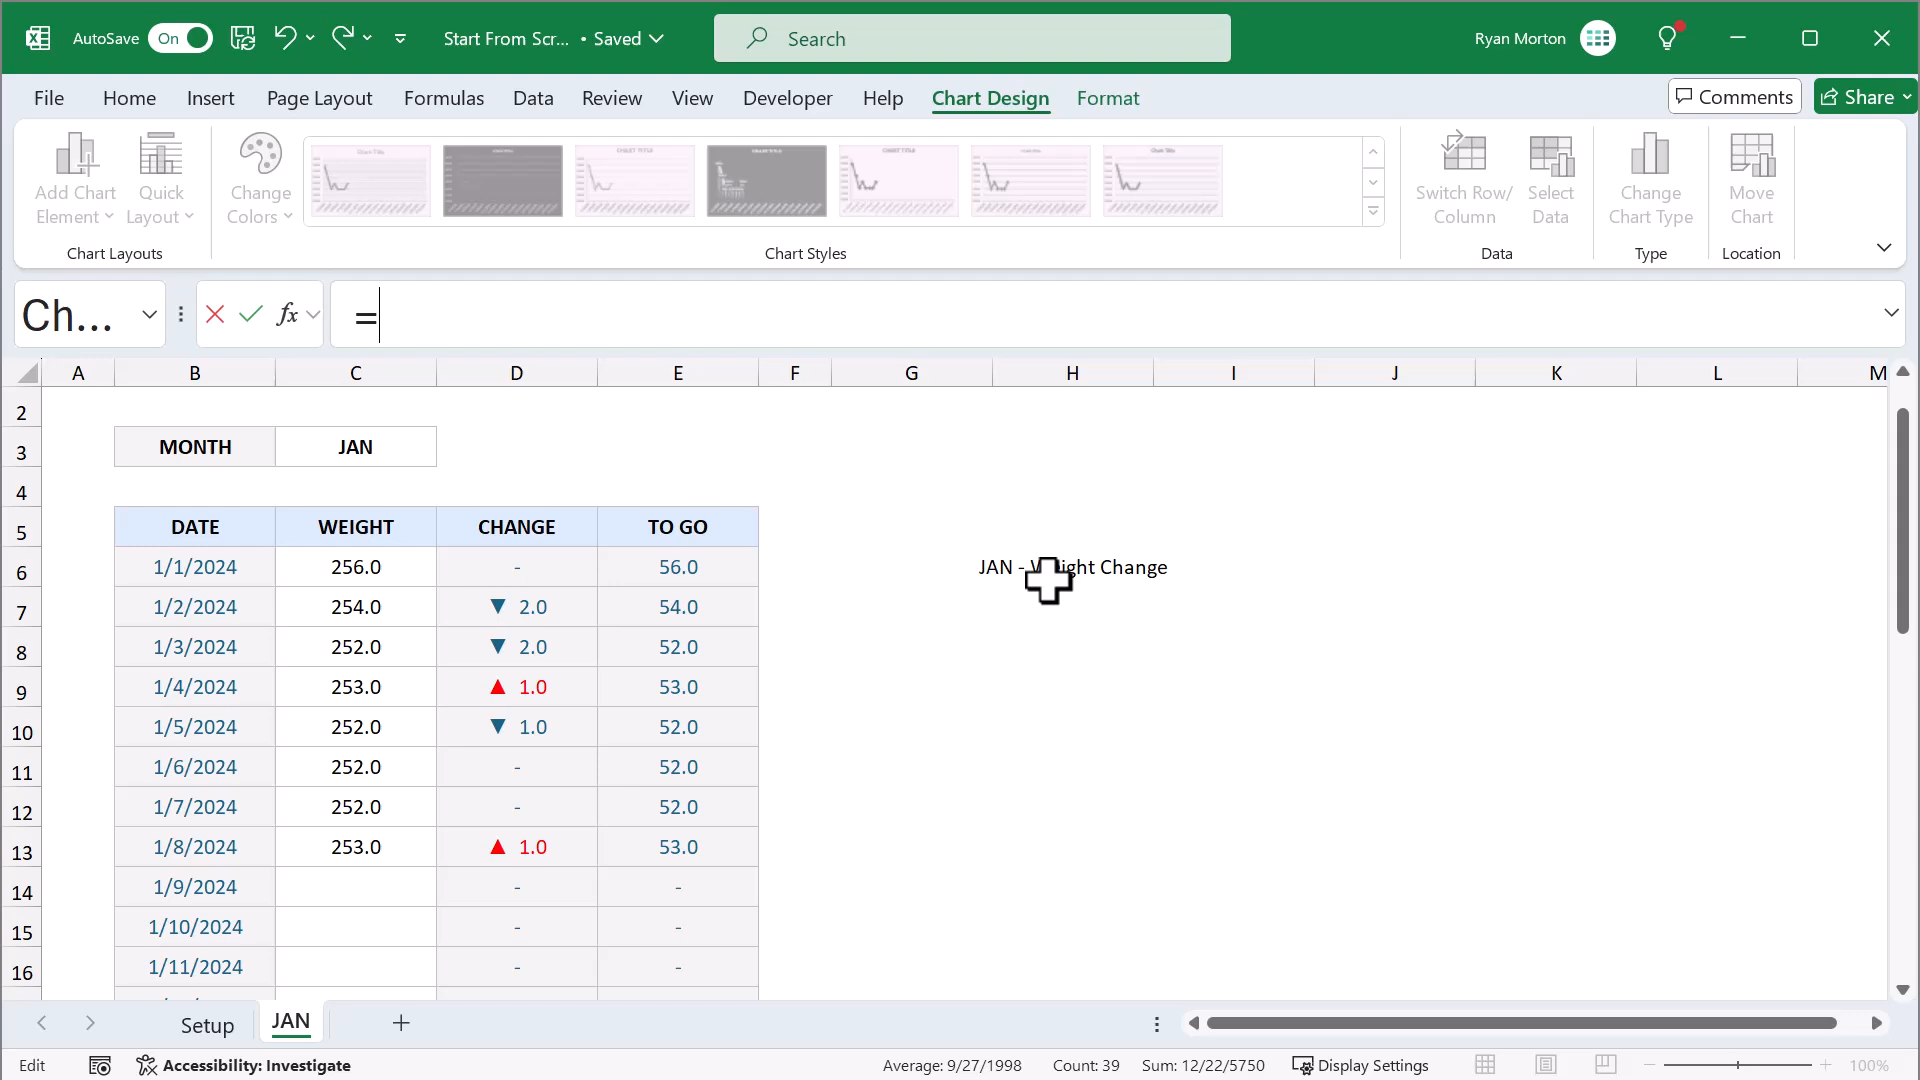 AutoSave On Start From Scr... • Saved Search Ryan Morton
File Home Insert Page Layout Formulas Data Review View Developer Help Chart Design Format Comments Share
Add Chart Element Quick Layout Change Colors Switch Row/ Column Select Data Change Chart Type Move Chart
Chart Layouts Chart Styles Data Type Location
Ch... fx =
A B C D E F G H I J K L M
2
3 MONTH JAN
4
5 DATE WEIGHT CHANGE TO GO
6 1/1/2024 256.0 - 56.0 JAN - Weight Change
7 1/2/2024 254.0 ▼ 2.0 54.0
8 1/3/2024 252.0 ▼ 2.0 52.0
9 1/4/2024 253.0 ▲ 1.0 53.0
10 1/5/2024 252.0 ▼ 1.0 52.0
11 1/6/2024 252.0 - 52.0
12 1/7/2024 252.0 - 52.0
13 1/8/2024 253.0 ▲ 1.0 53.0
14 1/9/2024 - -
15 1/10/2024 - -
16 1/11/2024 - -
Setup JAN
Edit Accessibility: Investigate Average: 9/27/1998 Count: 39 Sum: 12/22/5750 Display Settings 100%